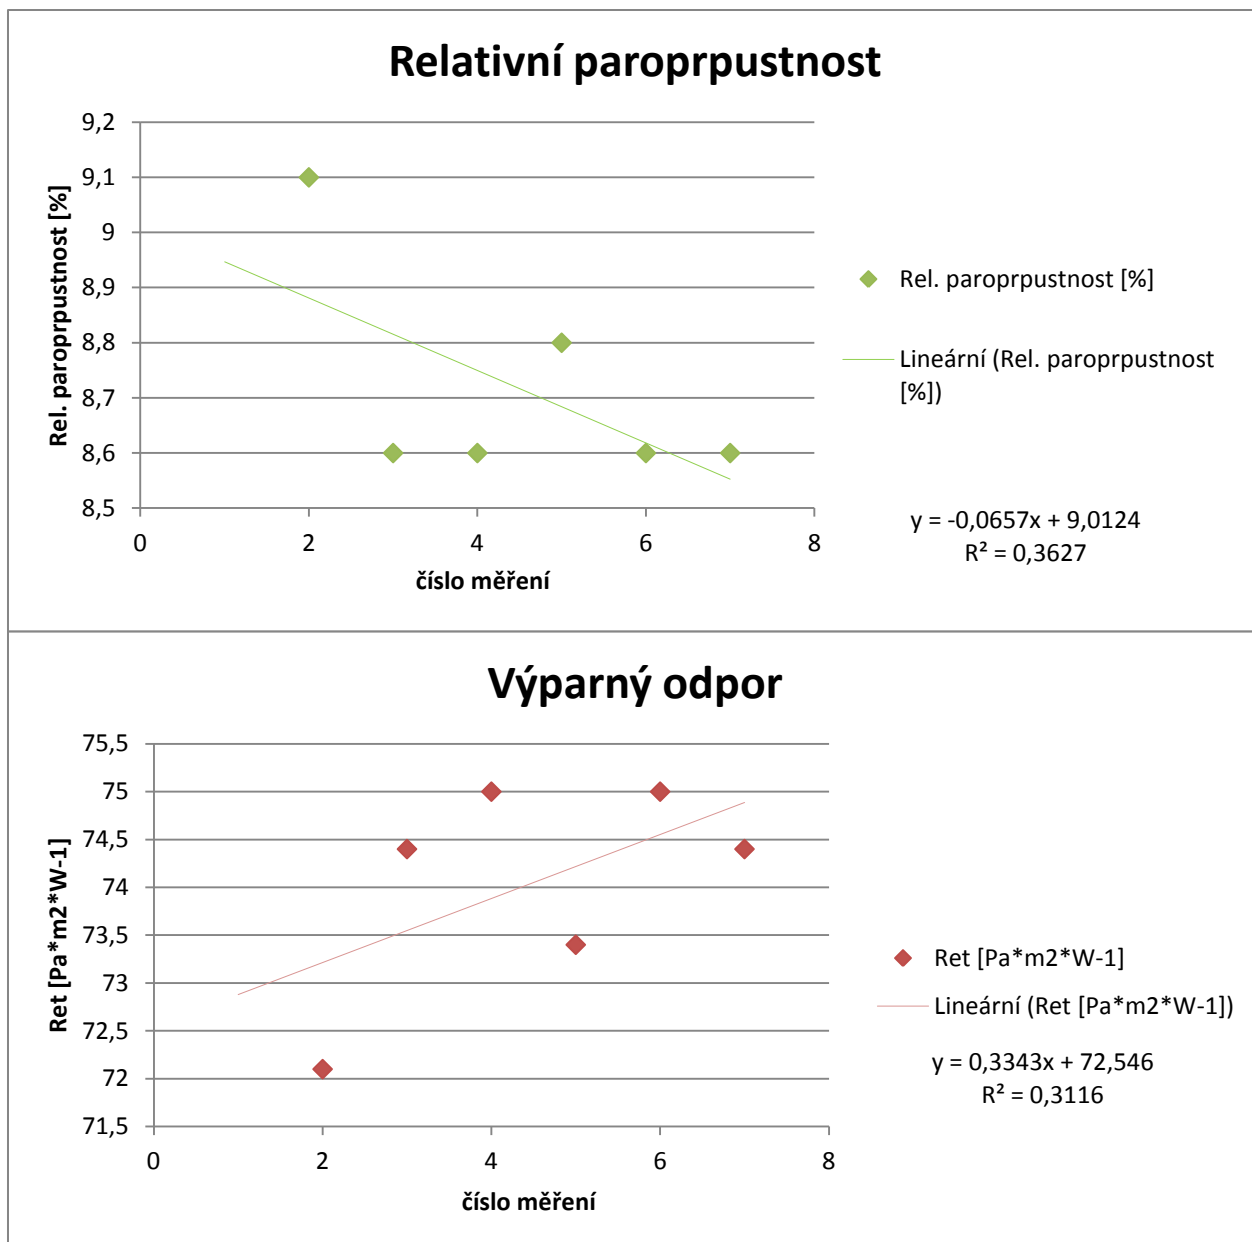 Relativní paroprpustnost
9,2
9,1
9
8,9
8,8
8,7
8,6
8,5
Rel. paroprpustnost [%]
0 2 4 6 8
číslo měření
Rel. paroprpustnost [%]
Lineární (Rel. paroprpustnost
[%])
y = -0,0657x + 9,0124
R² = 0,3627
Výparný odpor
75,5
75
74,5
74
73,5
73
72,5
72
71,5
Ret [Pa*m2*W-1]
0 2 4 6 8
číslo měření
Ret [Pa*m2*W-1]
Lineární (Ret [Pa*m2*W-1])
y = 0,3343x + 72,546
R² = 0,3116